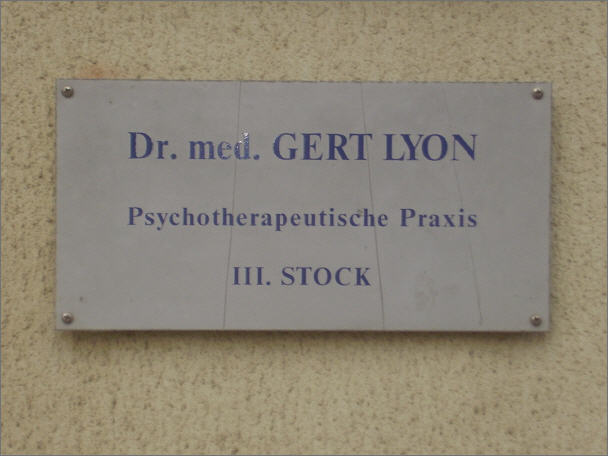 Dr. med. GERT LYON
Psychotherapeutische Praxis
III. STOCK